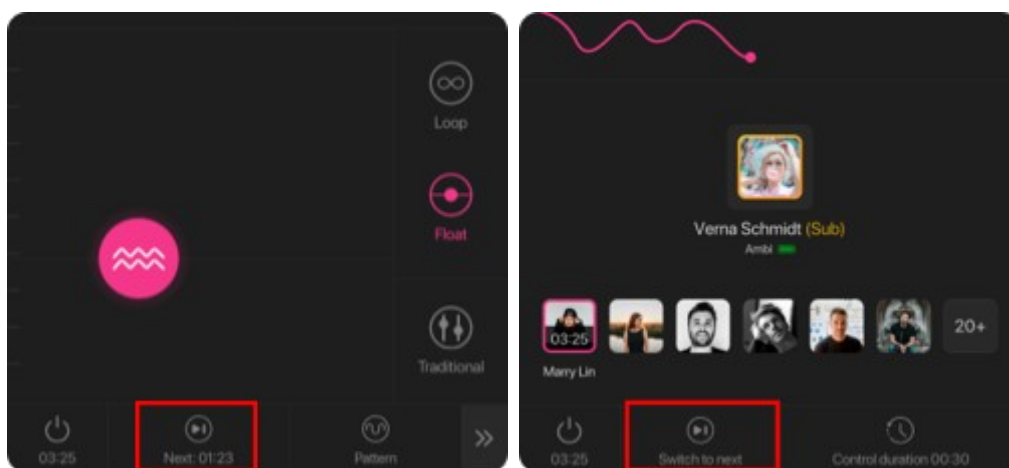 Loop
Float
Traditional
03:25
Next: 01:23
Pattern
Verna Schmidt (Sub)
Ambi
03:25
20+
Marry Lin
03:25
Switch to next
Control duration 00:30